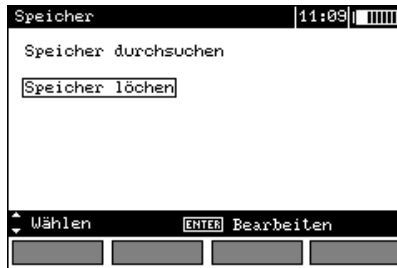 Speicher 11:09
Speicher durchsuchen
Speicher löchen
Wählen ENTER Bearbeiten